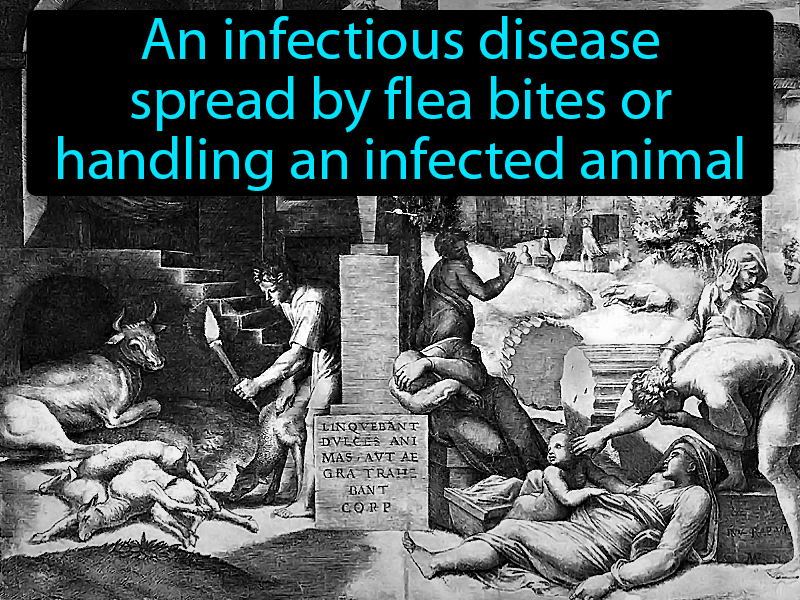 An infectious disease
spread by flea bites or
handling an infected animal
LINQVEBANT
DVLCES ANI
MAS · AVT AE
GRA TRAHE
BANT
CORP
INV